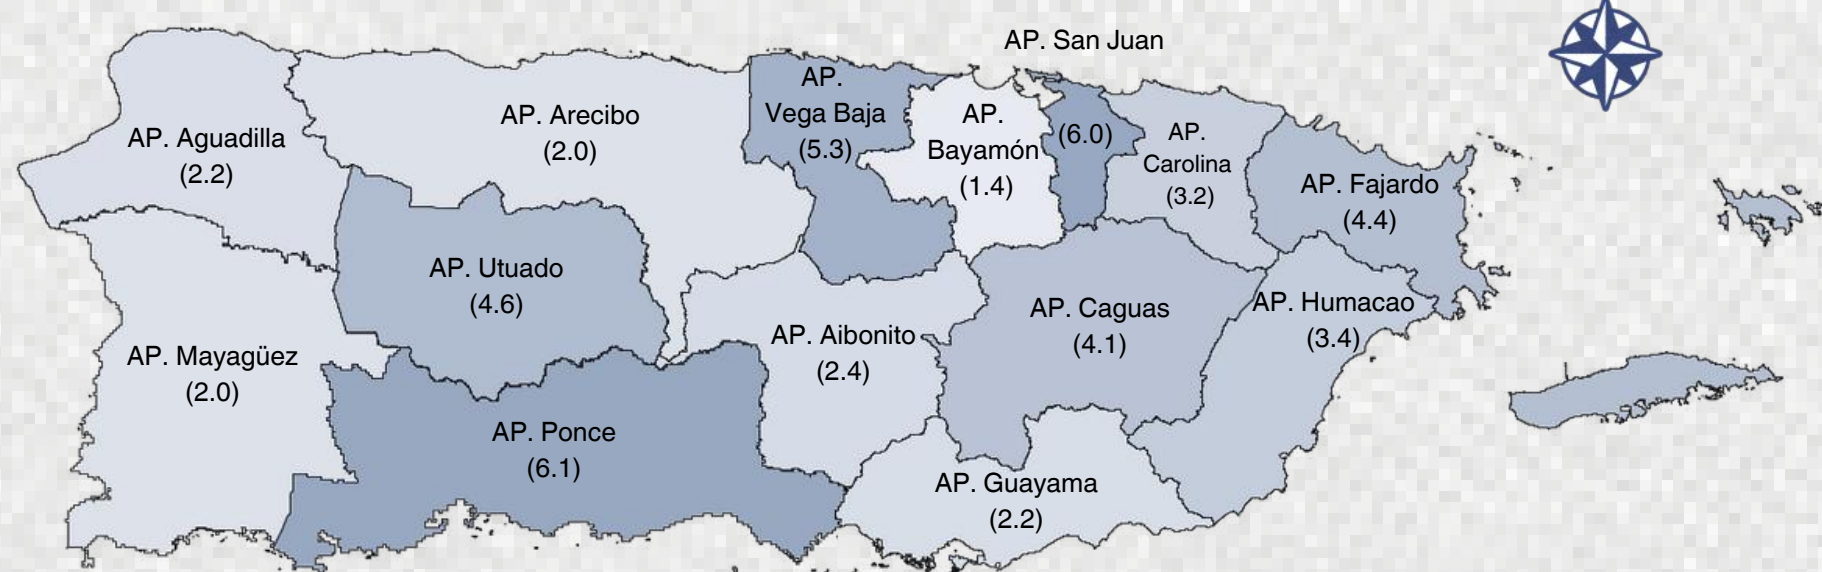 AP. San Juan
(6.0)
AP. Aguadilla
(2.2)
AP. Arecibo
(2.0)
AP.
Vega Baja
(5.3)
AP.
Bayamón
(1.4)
AP.
Carolina
(3.2)
AP. Fajardo
(4.4)
AP. Utuado
(4.6)
AP. Mayagüez
(2.0)
AP. Aibonito
(2.4)
AP. Caguas
(4.1)
AP. Humacao
(3.4)
AP. Ponce
(6.1)
AP. Guayama
(2.2)